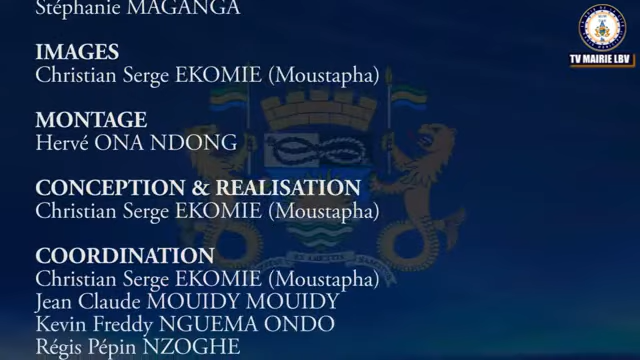 Stéphanie MAGANGA
IMAGES
Christian Serge EKOMIE (Moustapha)
MONTAGE
Hervé ONA NDONG
CONCEPTION & REALISATION
Christian Serge EKOMIE (Moustapha)
COORDINATION
Christian Serge EKOMIE (Moustapha)
Jean Claude MOUIDY MOUIDY
Kevin Freddy NGUEMA ONDO
Régis Pépin NZOGHE
TV MAIRIE LBV